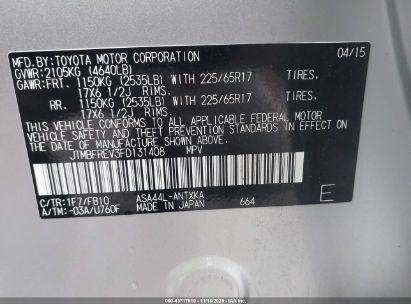 MFD.BY: TOYOTA MOTOR CORPORATION 04/15
GVWR: 2105KG (4640LB)
GAWR: FRT. 1150KG (2535LB) WITH 225/65R17 TIRES.
17X6 1/2J RIMS.
RR. 1150KG (2535LB) WITH 225/65R17 TIRES.
17X6 1/2J RIMS.
THIS VEHICLE CONFORMS TO ALL APPLICABLE FEDERAL MOTOR
VEHICLE SAFETY, BUMPER, AND THEFT PREVENTION STANDARDS IN EFFECT ON
THE DATE OF MANUFACTURE SHOWN ABOVE.
JTMBFREV3FD131408 MPV
C/TR: 1F7/FB10 ASA44L-ANTXKA
A/TM: -03A/U760F MADE IN JAPAN 664 E